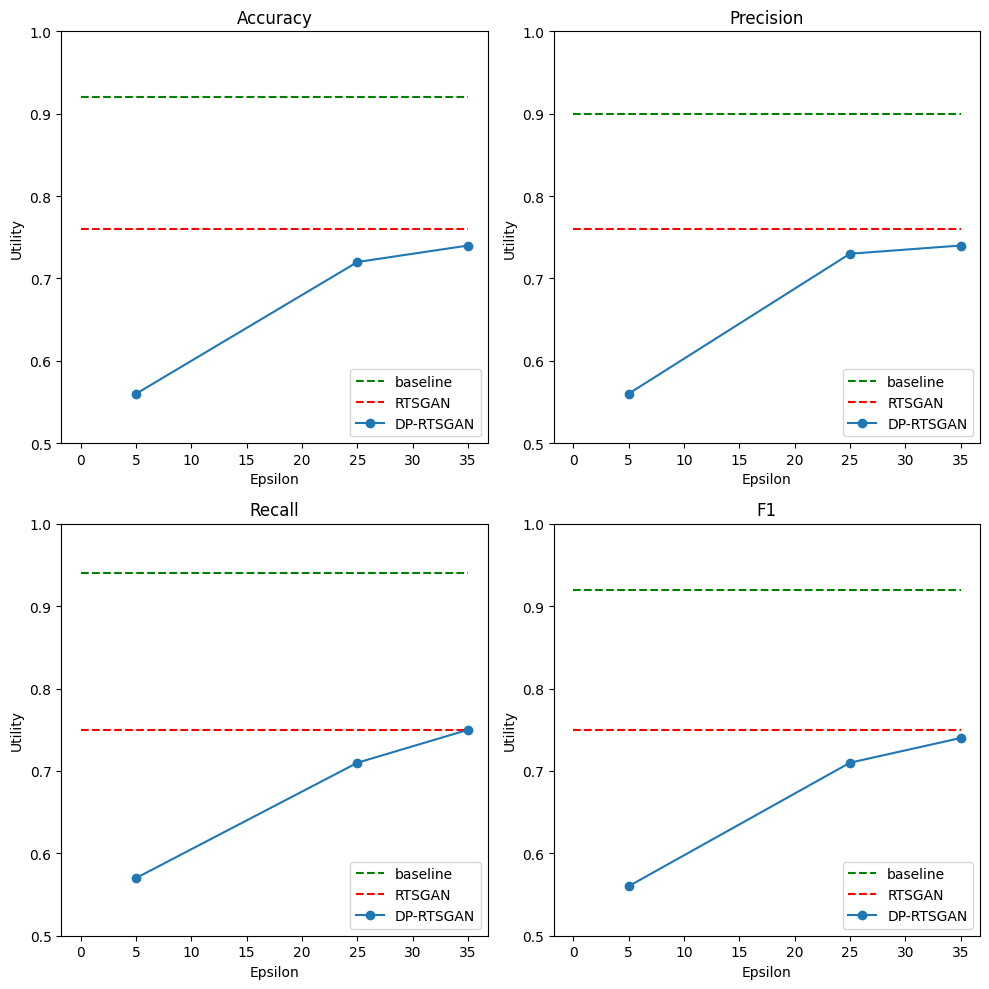 Accuracy
1.0
0.9
0.8
0.7
0.6
0.5
Utility
0 5 10 15 20 25 30 35
Epsilon
baseline
RTSGAN
DP-RTSGAN
Precision
1.0
0.9
0.8
0.7
0.6
0.5
Utility
0 5 10 15 20 25 30 35
Epsilon
baseline
RTSGAN
DP-RTSGAN
Recall
1.0
0.9
0.8
0.7
0.6
0.5
Utility
0 5 10 15 20 25 30 35
Epsilon
baseline
RTSGAN
DP-RTSGAN
F1
1.0
0.9
0.8
0.7
0.6
0.5
Utility
0 5 10 15 20 25 30 35
Epsilon
baseline
RTSGAN
DP-RTSGAN